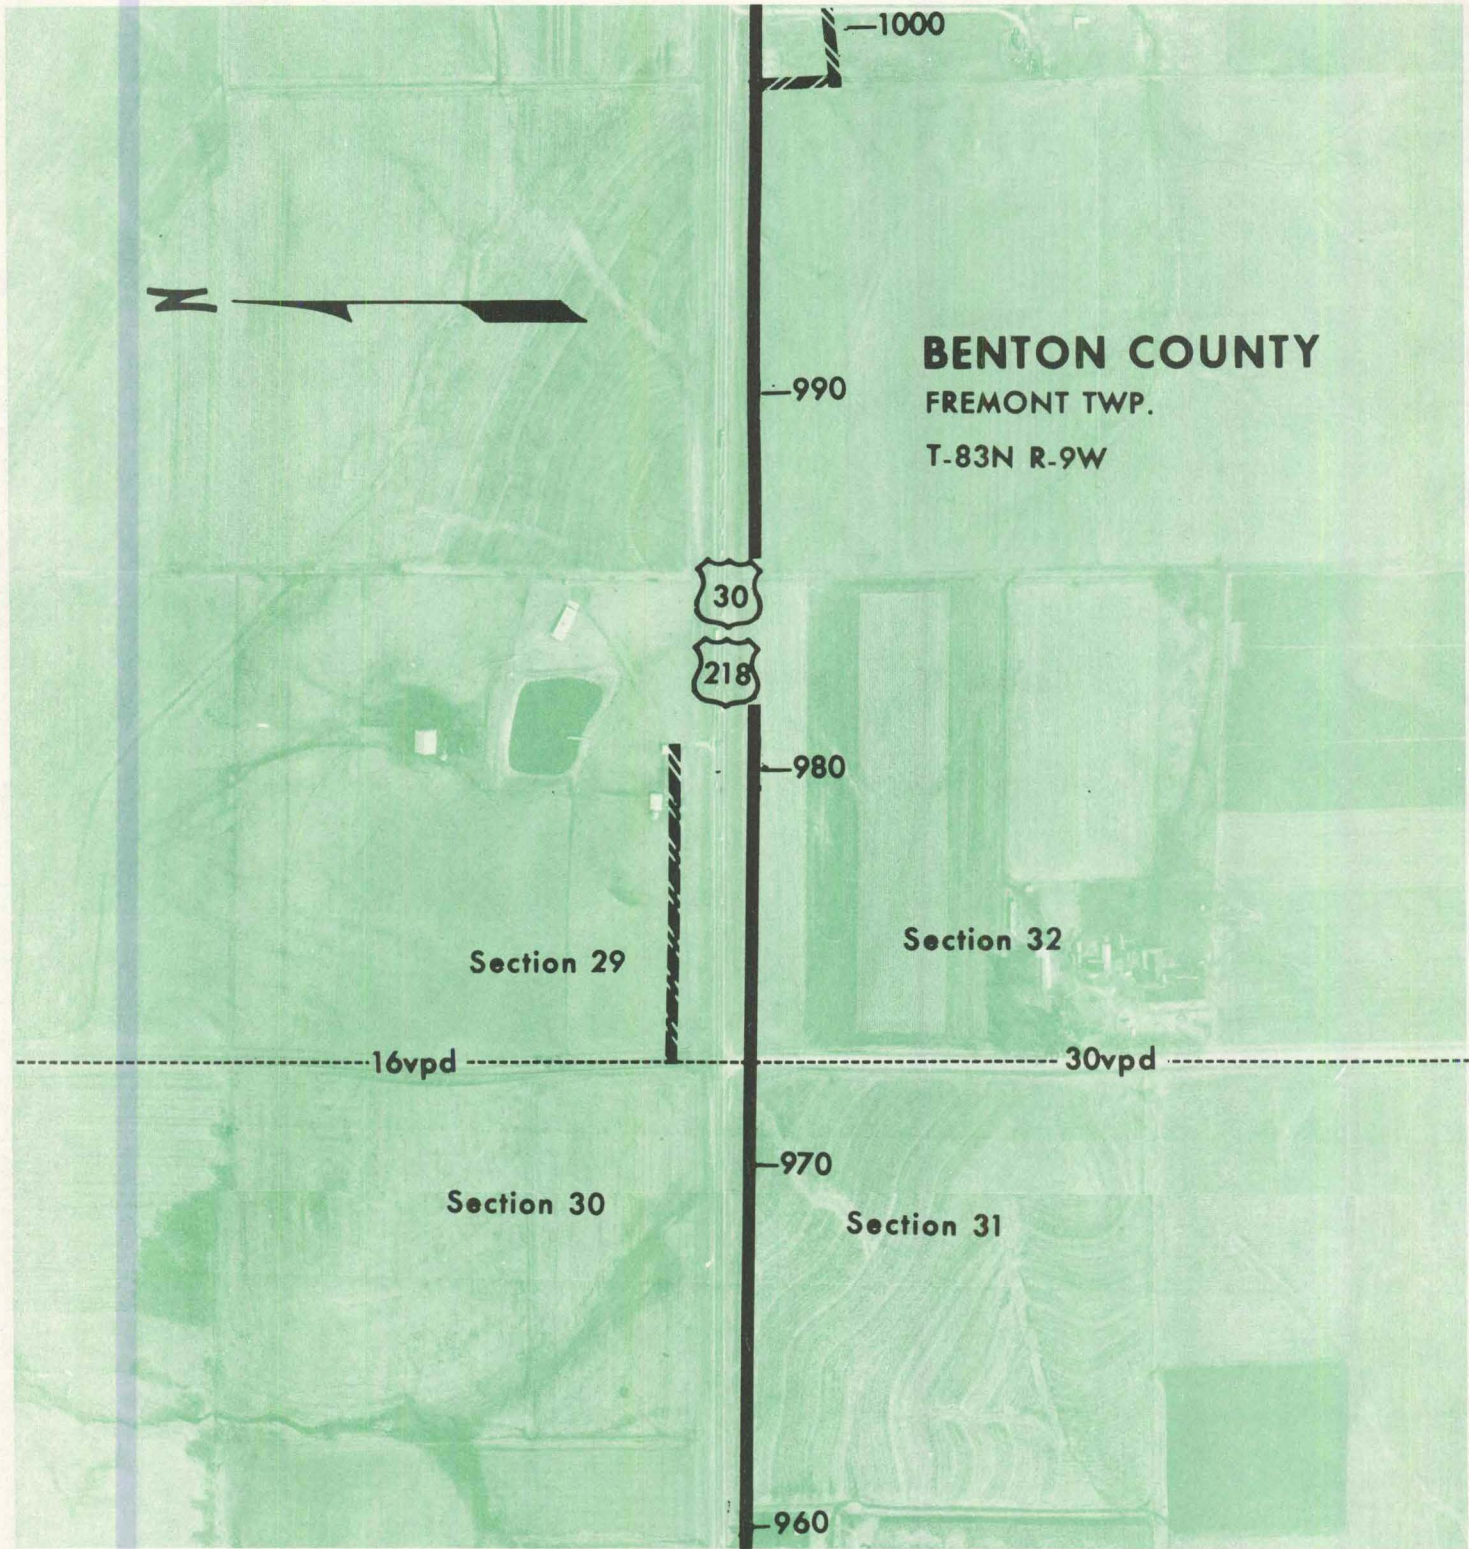 1000
N
BENTON COUNTY
990
FREMONT TWP.
T-83N R-9W
30
218
980
Section 32
Section 29
16vpd
30vpd
970
Section 30
Section 31
960